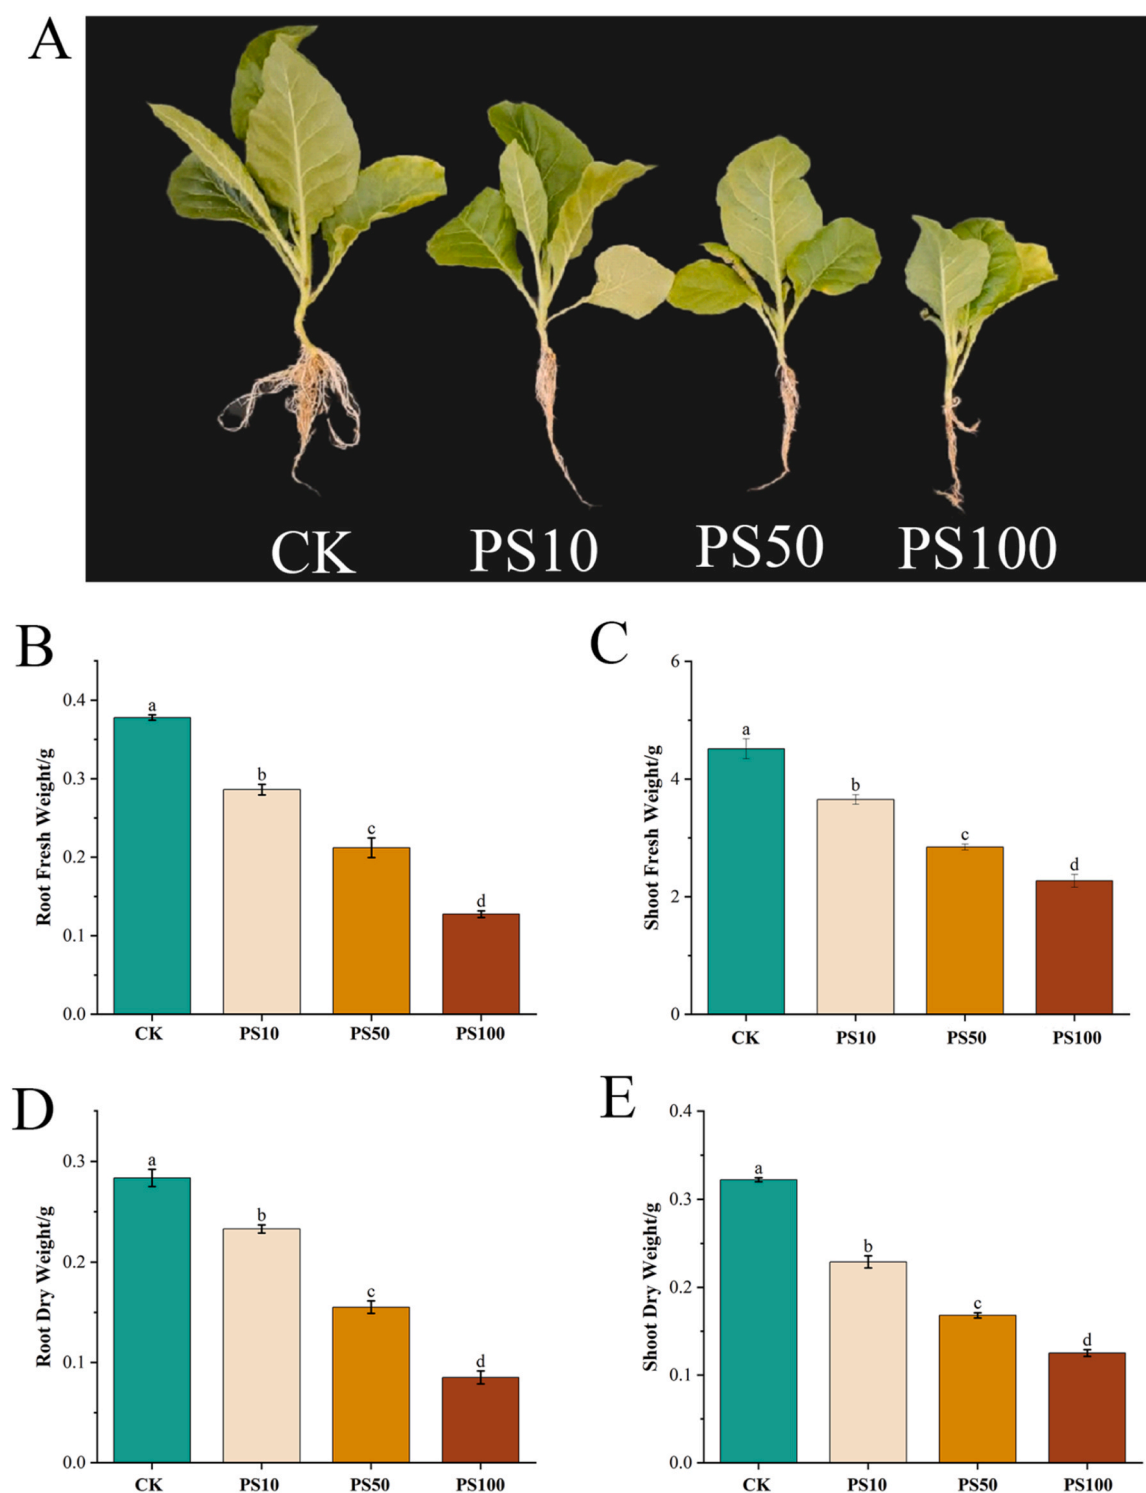 A
CK PS10 PS50 PS100
B
Root Fresh Weight/g
0.4
0.3
0.2
0.1
0.0
a
b
c
d
CK PS10 PS50 PS100
C
Shoot Fresh Weight/g
6
4
2
0
a
b
c
d
CK PS10 PS50 PS100
D
Root Dry Weight/g
0.3
0.2
0.1
0.0
a
b
c
d
CK PS10 PS50 PS100
E
Shoot Dry Weight/g
0.4
0.3
0.2
0.1
0.0
a
b
c
d
CK PS10 PS50 PS100